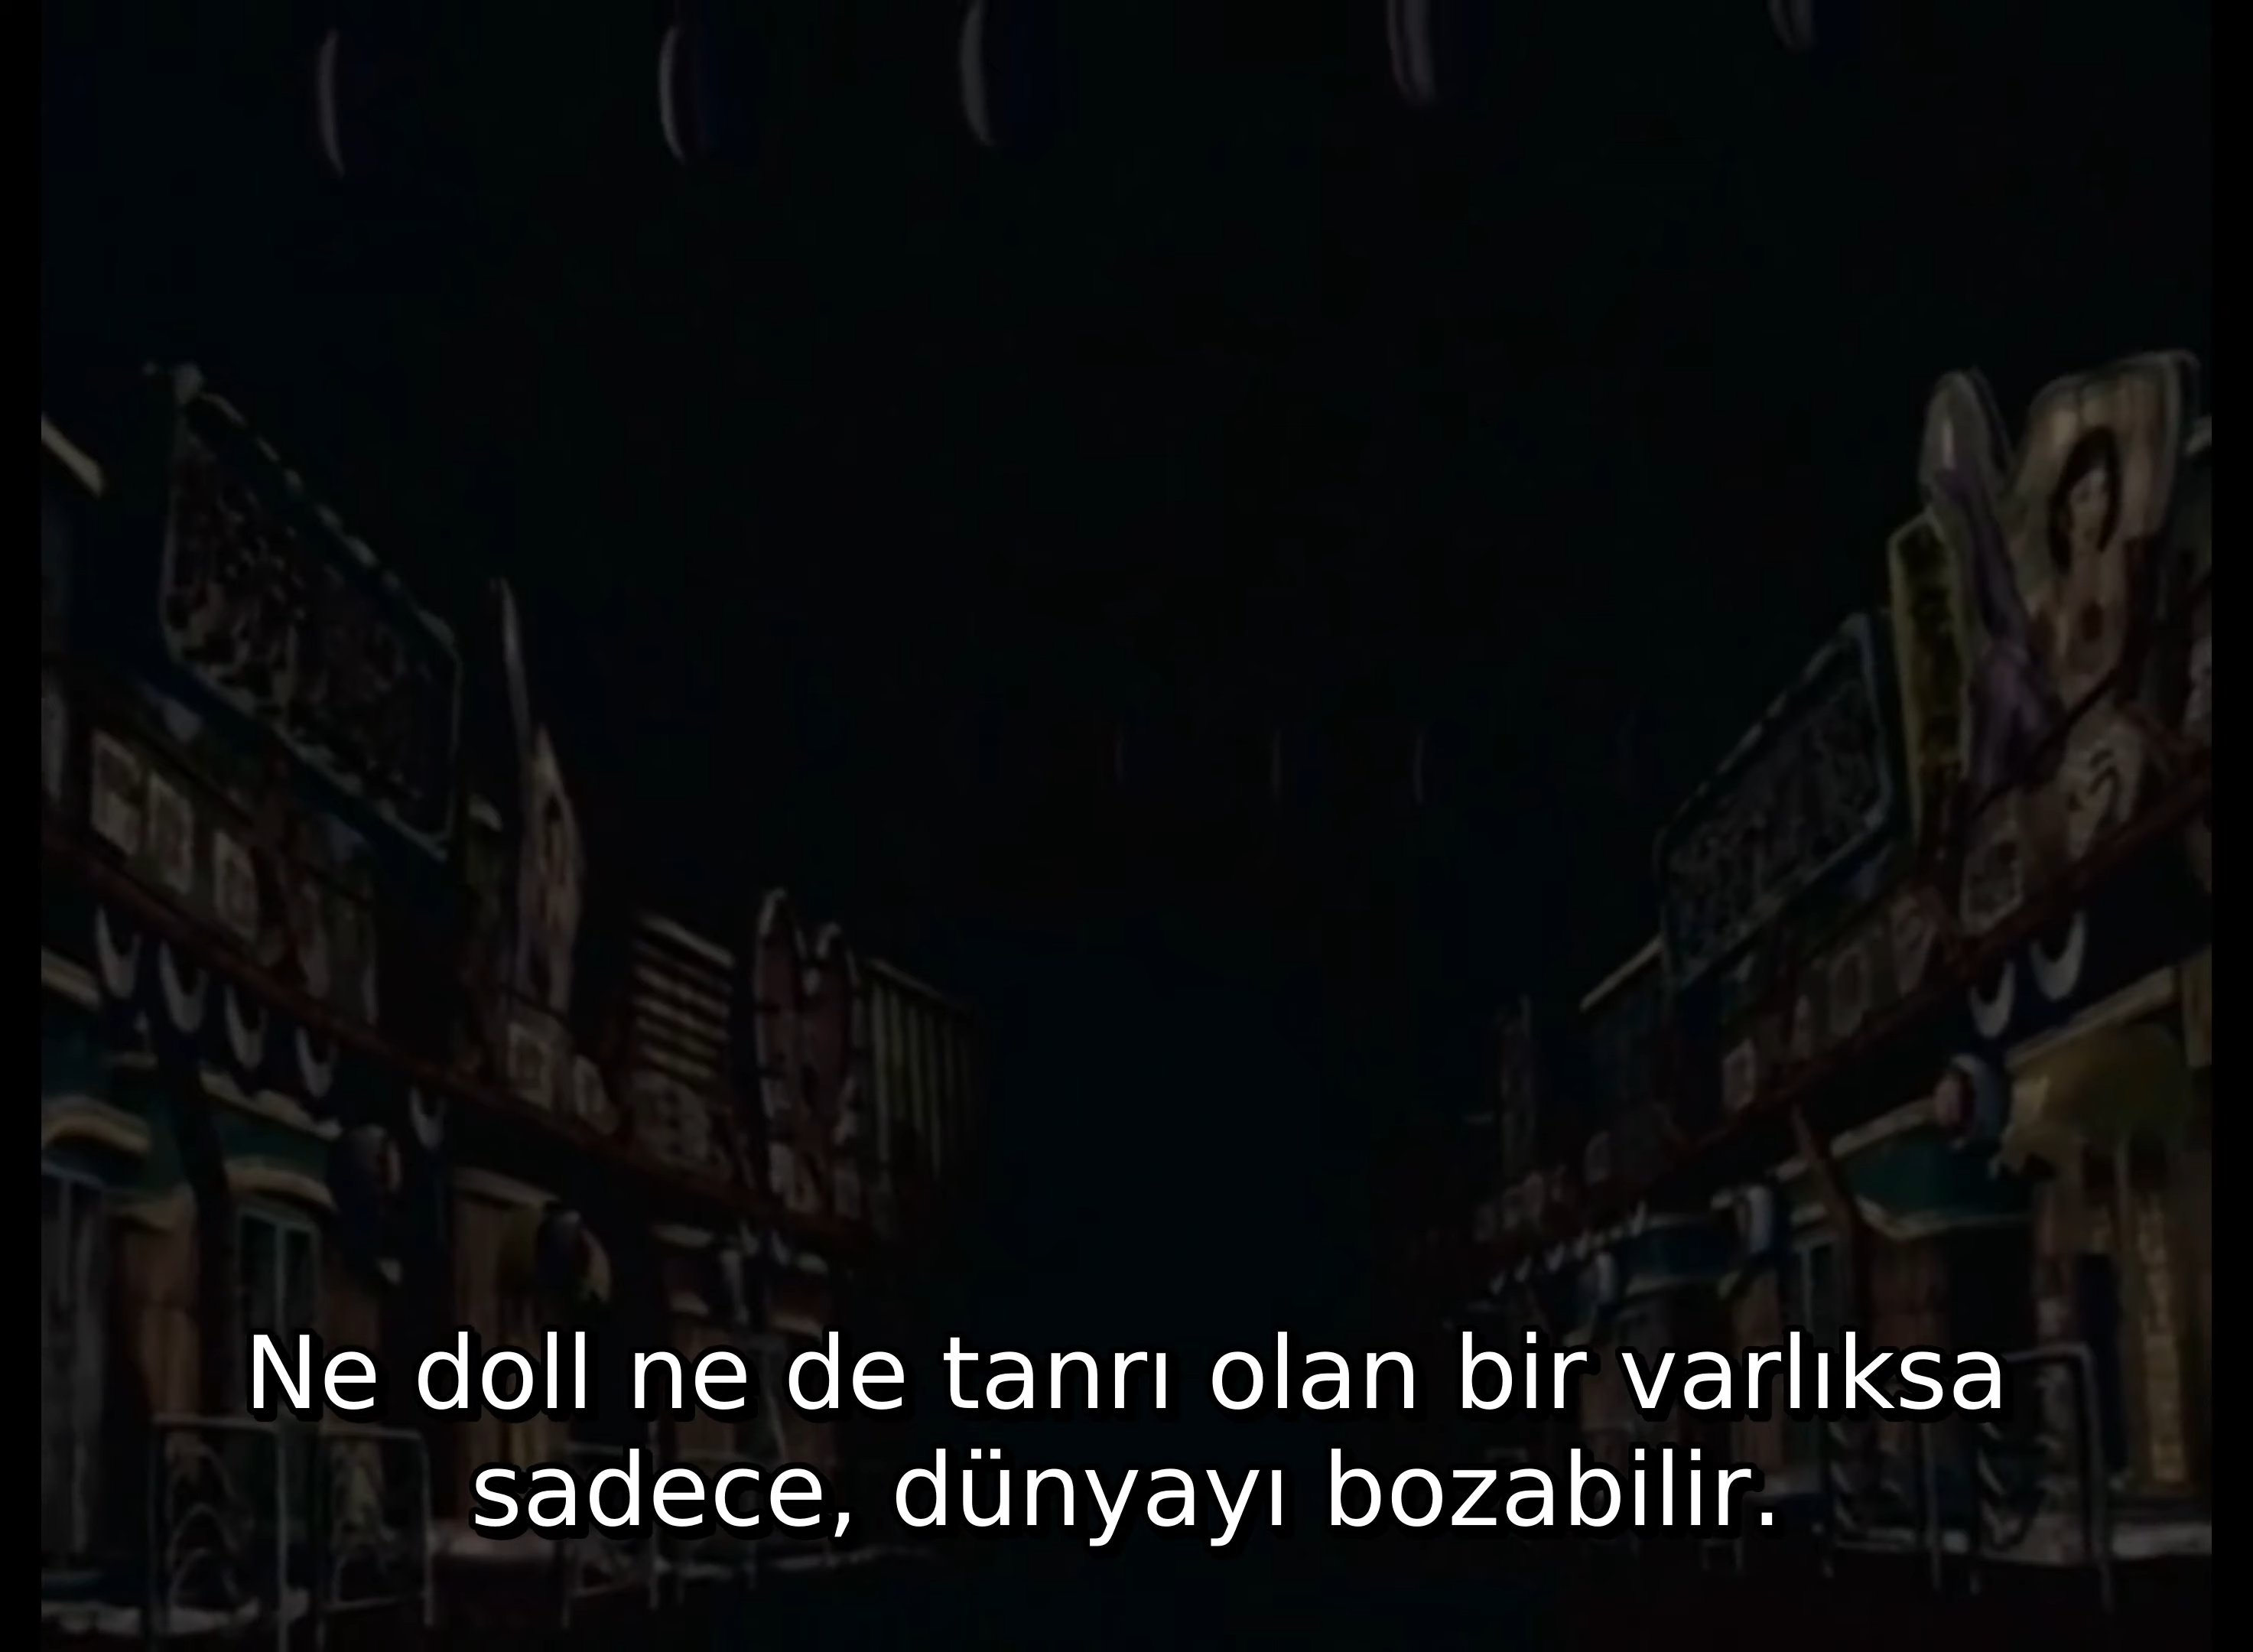 Ne doll ne de tanrı olan bir varlıksa
sadece, dünyayı bozabilir.